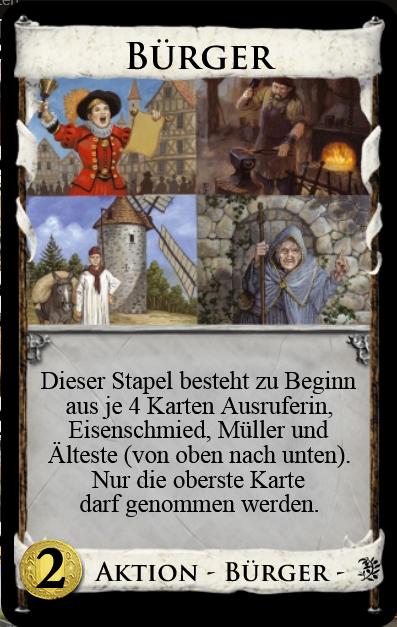 BÜRGER
Dieser Stapel besteht zu Beginn
aus je 4 Karten Ausruferin,
Eisenschmied, Müller und
Älteste (von oben nach unten).
Nur die oberste Karte
darf genommen werden.
2 AKTION - BÜRGER -